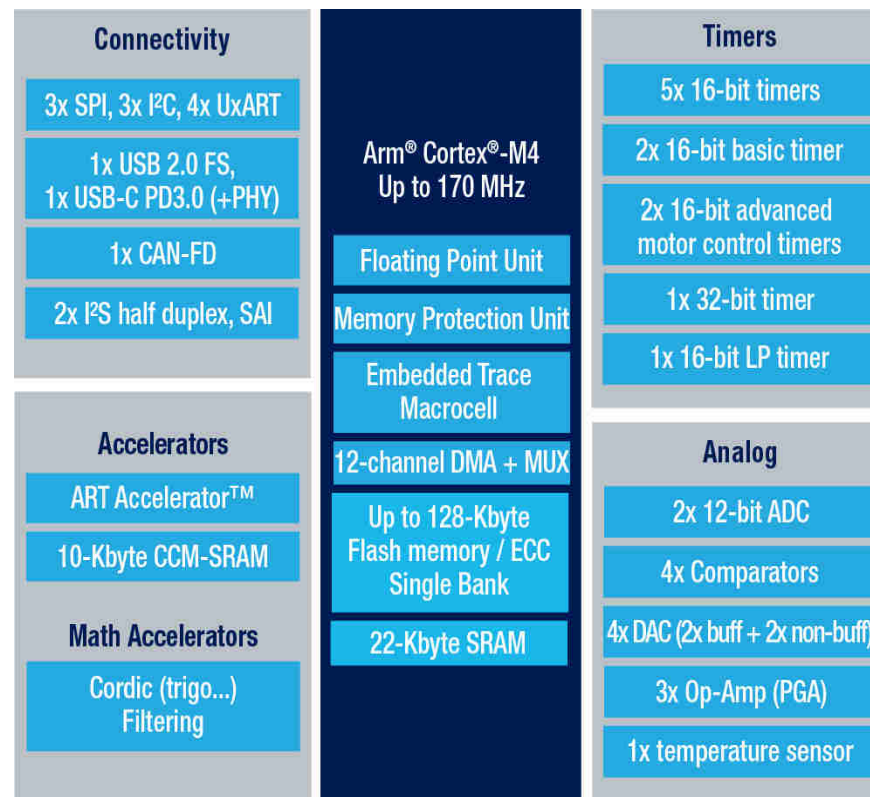 Connectivity
3x SPI, 3x I²C, 4x UxART
1x USB 2.0 FS,
1x USB-C PD3.0 (+PHY)
1x CAN-FD
2x I²S half duplex, SAI
Accelerators
ART Accelerator™
10-Kbyte CCM-SRAM
Math Accelerators
Cordic (trigo...)
Filtering
Arm® Cortex®-M4
Up to 170 MHz
Floating Point Unit
Memory Protection Unit
Embedded Trace
Macrocell
12-channel DMA + MUX
Up to 128-Kbyte
Flash memory / ECC
Single Bank
22-Kbyte SRAM
Timers
5x 16-bit timers
2x 16-bit basic timer
2x 16-bit advanced
motor control timers
1x 32-bit timer
1x 16-bit LP timer
Analog
2x 12-bit ADC
4x Comparators
4x DAC (2x buff + 2x non-buff)
3x Op-Amp (PGA)
1x temperature sensor